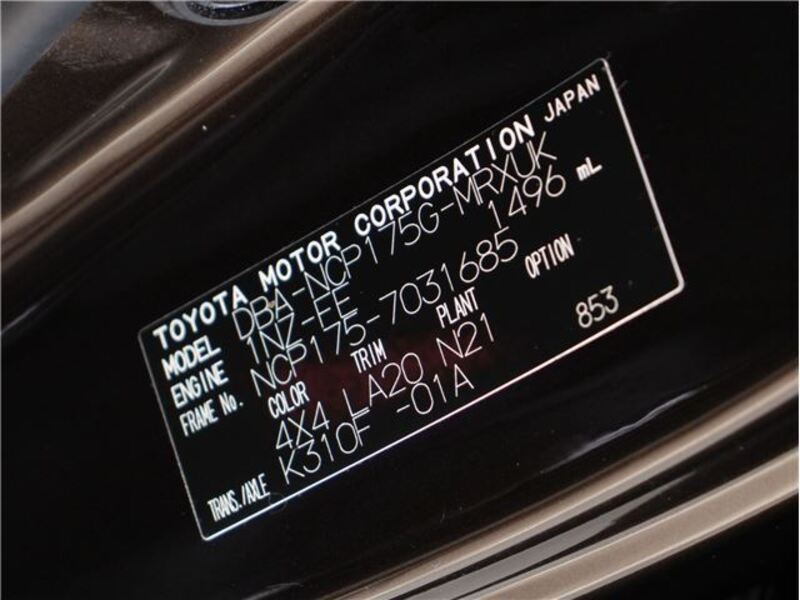 TOYOTA MOTOR CORPORATION JAPAN
MODEL DBA-NCP175G-MRXUK
ENGINE 1NZ-FE 1496 mL
FRAME No. NCP175-7031685
COLOR TRIM PLANT OPTION
4X4 LA20 N21 853
TRANS./AXLE K310F -01A